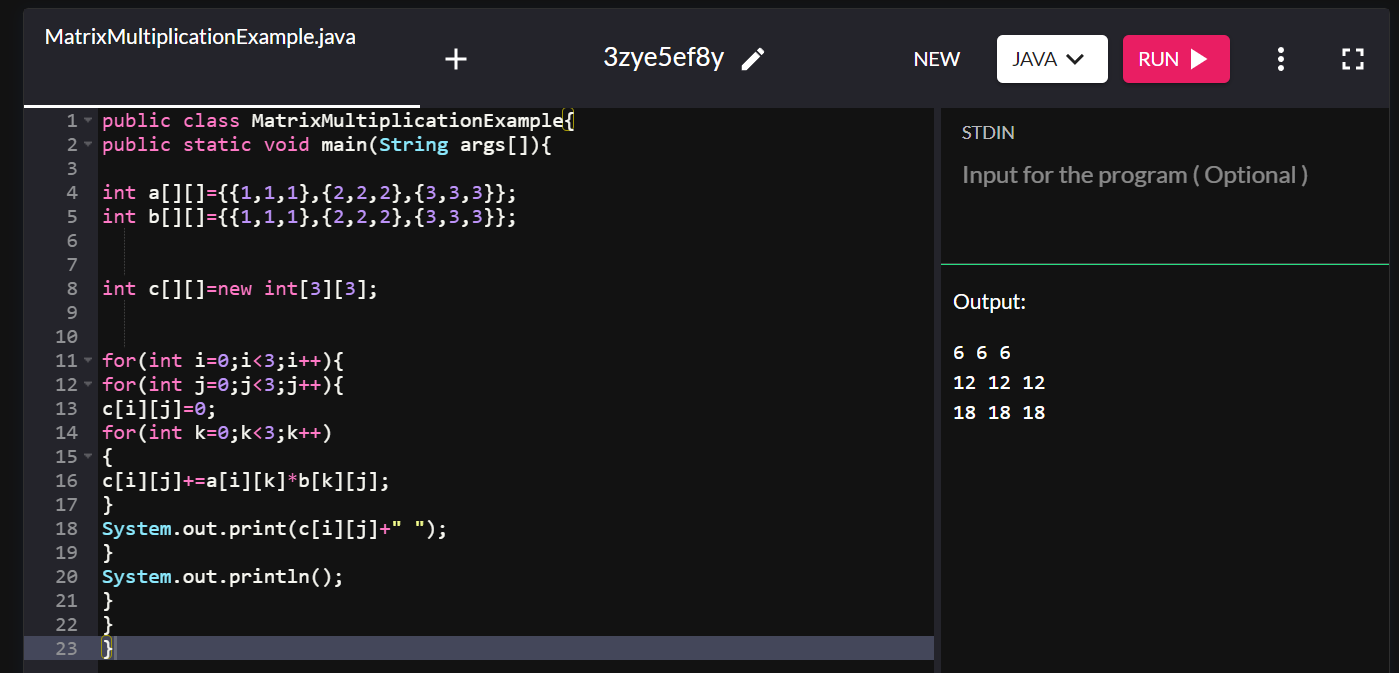 MatrixMultiplicationExample.java
+
3zye5ef8y
NEW
JAVA
RUN
1 public class MatrixMultiplicationExample{
2 public static void main(String args[]){
3
4 int a[][]={{1,1,1},{2,2,2},{3,3,3}};
5 int b[][]={{1,1,1},{2,2,2},{3,3,3}};
6
7
8 int c[][]=new int[3][3];
9
10
11 for(int i=0;i<3;i++){
12 for(int j=0;j<3;j++){
13 c[i][j]=0;
14 for(int k=0;k<3;k++)
15 {
16 c[i][j]+=a[i][k]*b[k][j];
17 }
18 System.out.print(c[i][j]+" ");
19 }
20 System.out.println();
21 }
22 }
23 }
STDIN
Input for the program ( Optional )
Output:
6 6 6
12 12 12
18 18 18